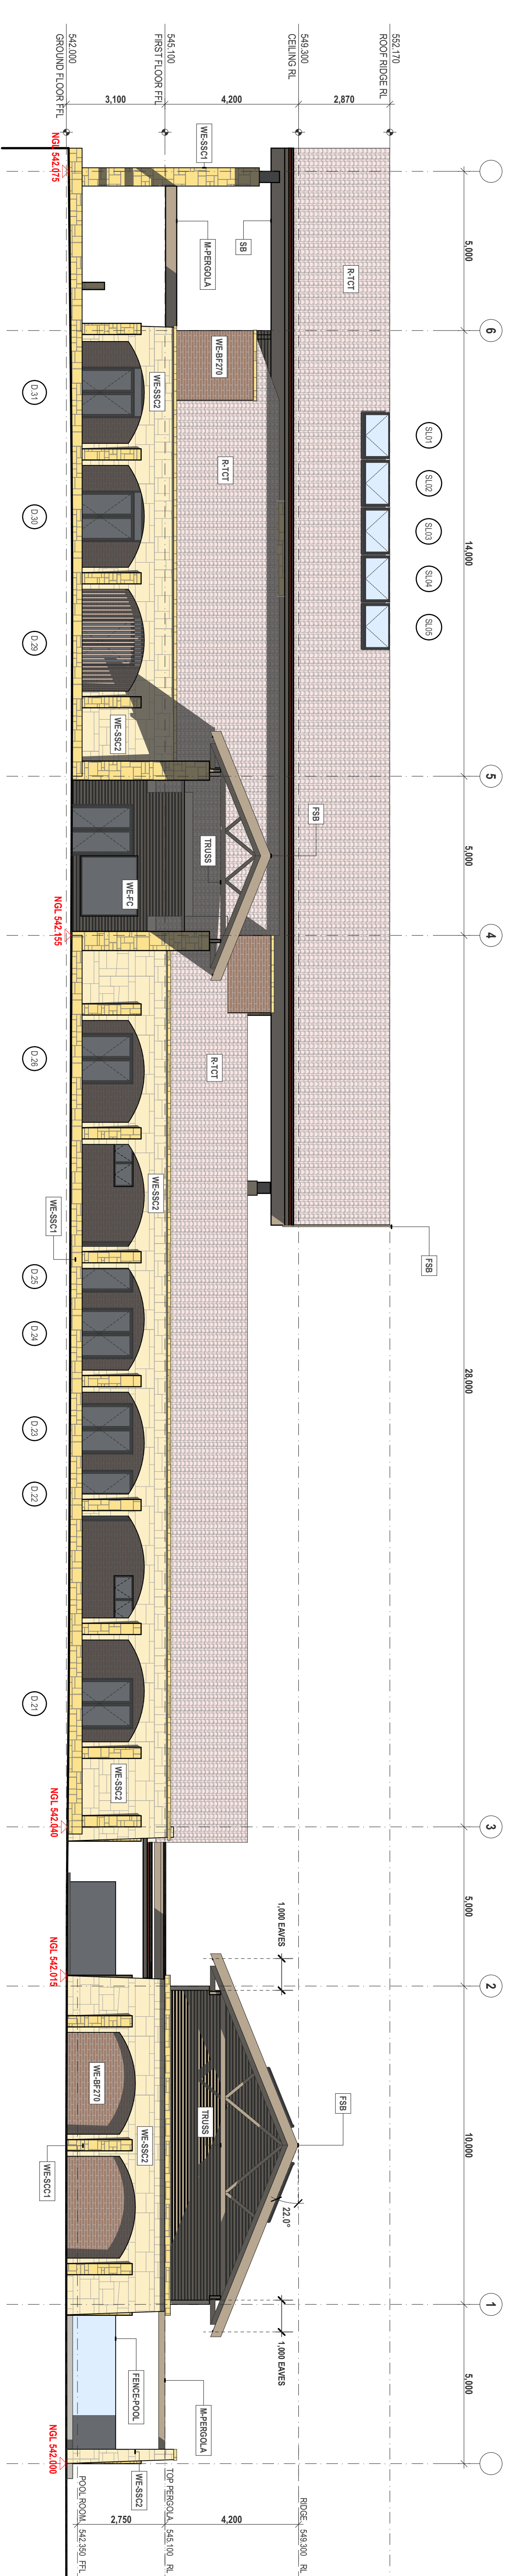 552.170
ROOF RIDGE RL
549.300
CEILING RL
545.100
FIRST FLOOR FFL
542.000
GROUND FLOOR FFL
2,870
4,200
3,100
5,000
6
14,000
5
5,000
4
28,000
3
5,000
2
10,000
1
5,000
SL01
SL02
SL03
SL04
SL05
R-TCT
WE-SSC1
SB
M-PERGOLA
WE-BF270
R-TCT
WE-SSC2
WE-SSC2
FSB
TRUSS
WE-FC
R-TCT
FSB
WE-SSC2
WE-SSC1
WE-SSC2
1,000 EAVES
FSB
22.0°
TRUSS
1,000 EAVES
WE-BF270
WE-SSC2
WE-SCC1
FENCE-POOL
M-PERGOLA
WE-SSC2
NGL 542.075
NGL 542.155
NGL 542.040
NGL 542.015
NGL 542.000
D.31
D.30
D.29
D.26
D.25
D.24
D.23
D.22
D.21
4,200
2,750
RIDGE 549.300 RL
TOP PERGOLA 545.100 RL
POOL ROOM 542.350 FFL